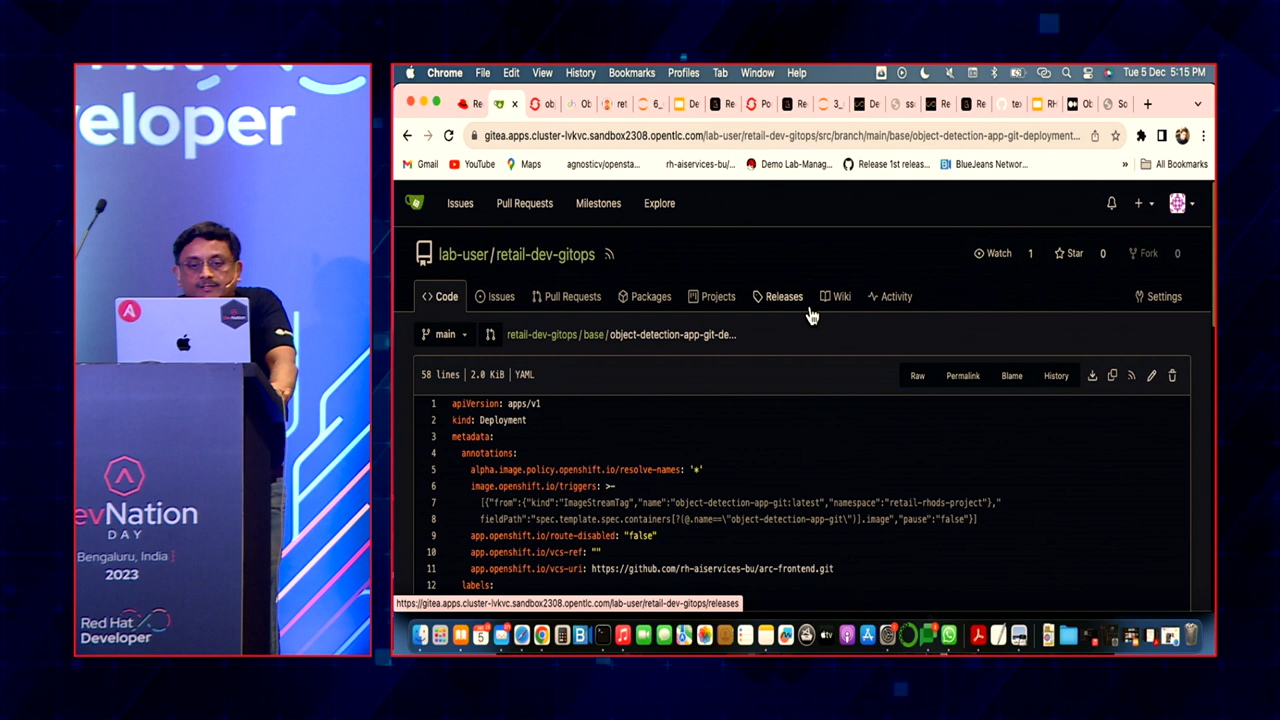 eveloper
evNation
DAY
Bengaluru, India
2023
Red Hat
Developer
Chrome File Edit View History Bookmarks Profiles Tab Window Help Tue 5 Dec 5:15 PM
gitea.apps.cluster-lvkvc.sandbox2308.opentlc.com/lab-user/retail-dev-gitops/src/branch/main/base/object-detection-app-git-deployment...
Gmail YouTube Maps agnosticv/opensta... rh-aiservices-bu/... Demo Lab-Manag... Release 1st releas... BlueJeans Networ... » All Bookmarks
Issues Pull Requests Milestones Explore
lab-user/retail-dev-gitops Watch 1 Star 0 Fork 0
Code Issues Pull Requests Packages Projects Releases Wiki Activity Settings
main retail-dev-gitops / base / object-detection-app-git-de...
58 lines | 2.0 KiB | YAML Raw Permalink Blame History
1 apiVersion: apps/v1
2 kind: Deployment
3 metadata:
4 annotations:
5 alpha.image.policy.openshift.io/resolve-names: '*'
6 image.openshift.io/triggers: >-
7 [{"from":{"kind":"ImageStreamTag","name":"object-detection-app-git:latest","namespace":"retail-rhods-project"},"
8 fieldPath":"spec.template.spec.containers[?(@.name==\"object-detection-app-git\")].image","pause":"false"}]
9 app.openshift.io/route-disabled: "false"
10 app.openshift.io/vcs-ref: ""
11 app.openshift.io/vcs-uri: https://github.com/rh-aiservices-bu/arc-frontend.git
12 labels:
https://gitea.apps.cluster-lvkvc.sandbox2308.opentlc.com/lab-user/retail-dev-gitops/releases